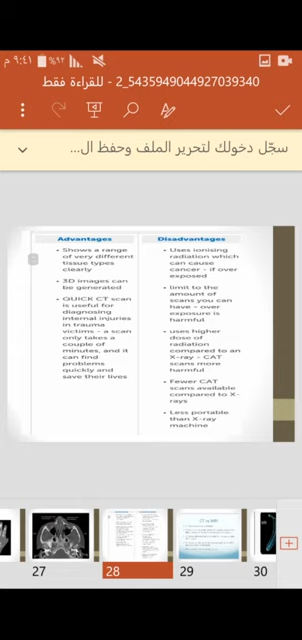 ٩:٤١ م
%٩٢
2_5435949044927039340 - للقراءة فقط
سجّل دخولك لتحرير الملف وحفظ ال...
Advantages
• Shows a range
of very different
tissue types
clearly
• 3D images can
be generated
• QUICK CT scan
is useful for
diagnosing
internal injuries
in trauma
victims - a scan
only takes a
couple of
minutes, and it
can find
problems
quickly and
save their lives
Disadvantages
• Uses ionising
radiation which
can cause
cancer - if over
exposed
• limit to the
amount of
scans you can
have - over
exposure is
harmful
• uses higher
dose of
radiation
compared to an
X-ray - CAT
scans more
harmful
• Fewer CAT
scans available
compared to X-
rays
• Less portable
than X-ray
machine
27
28
29
30